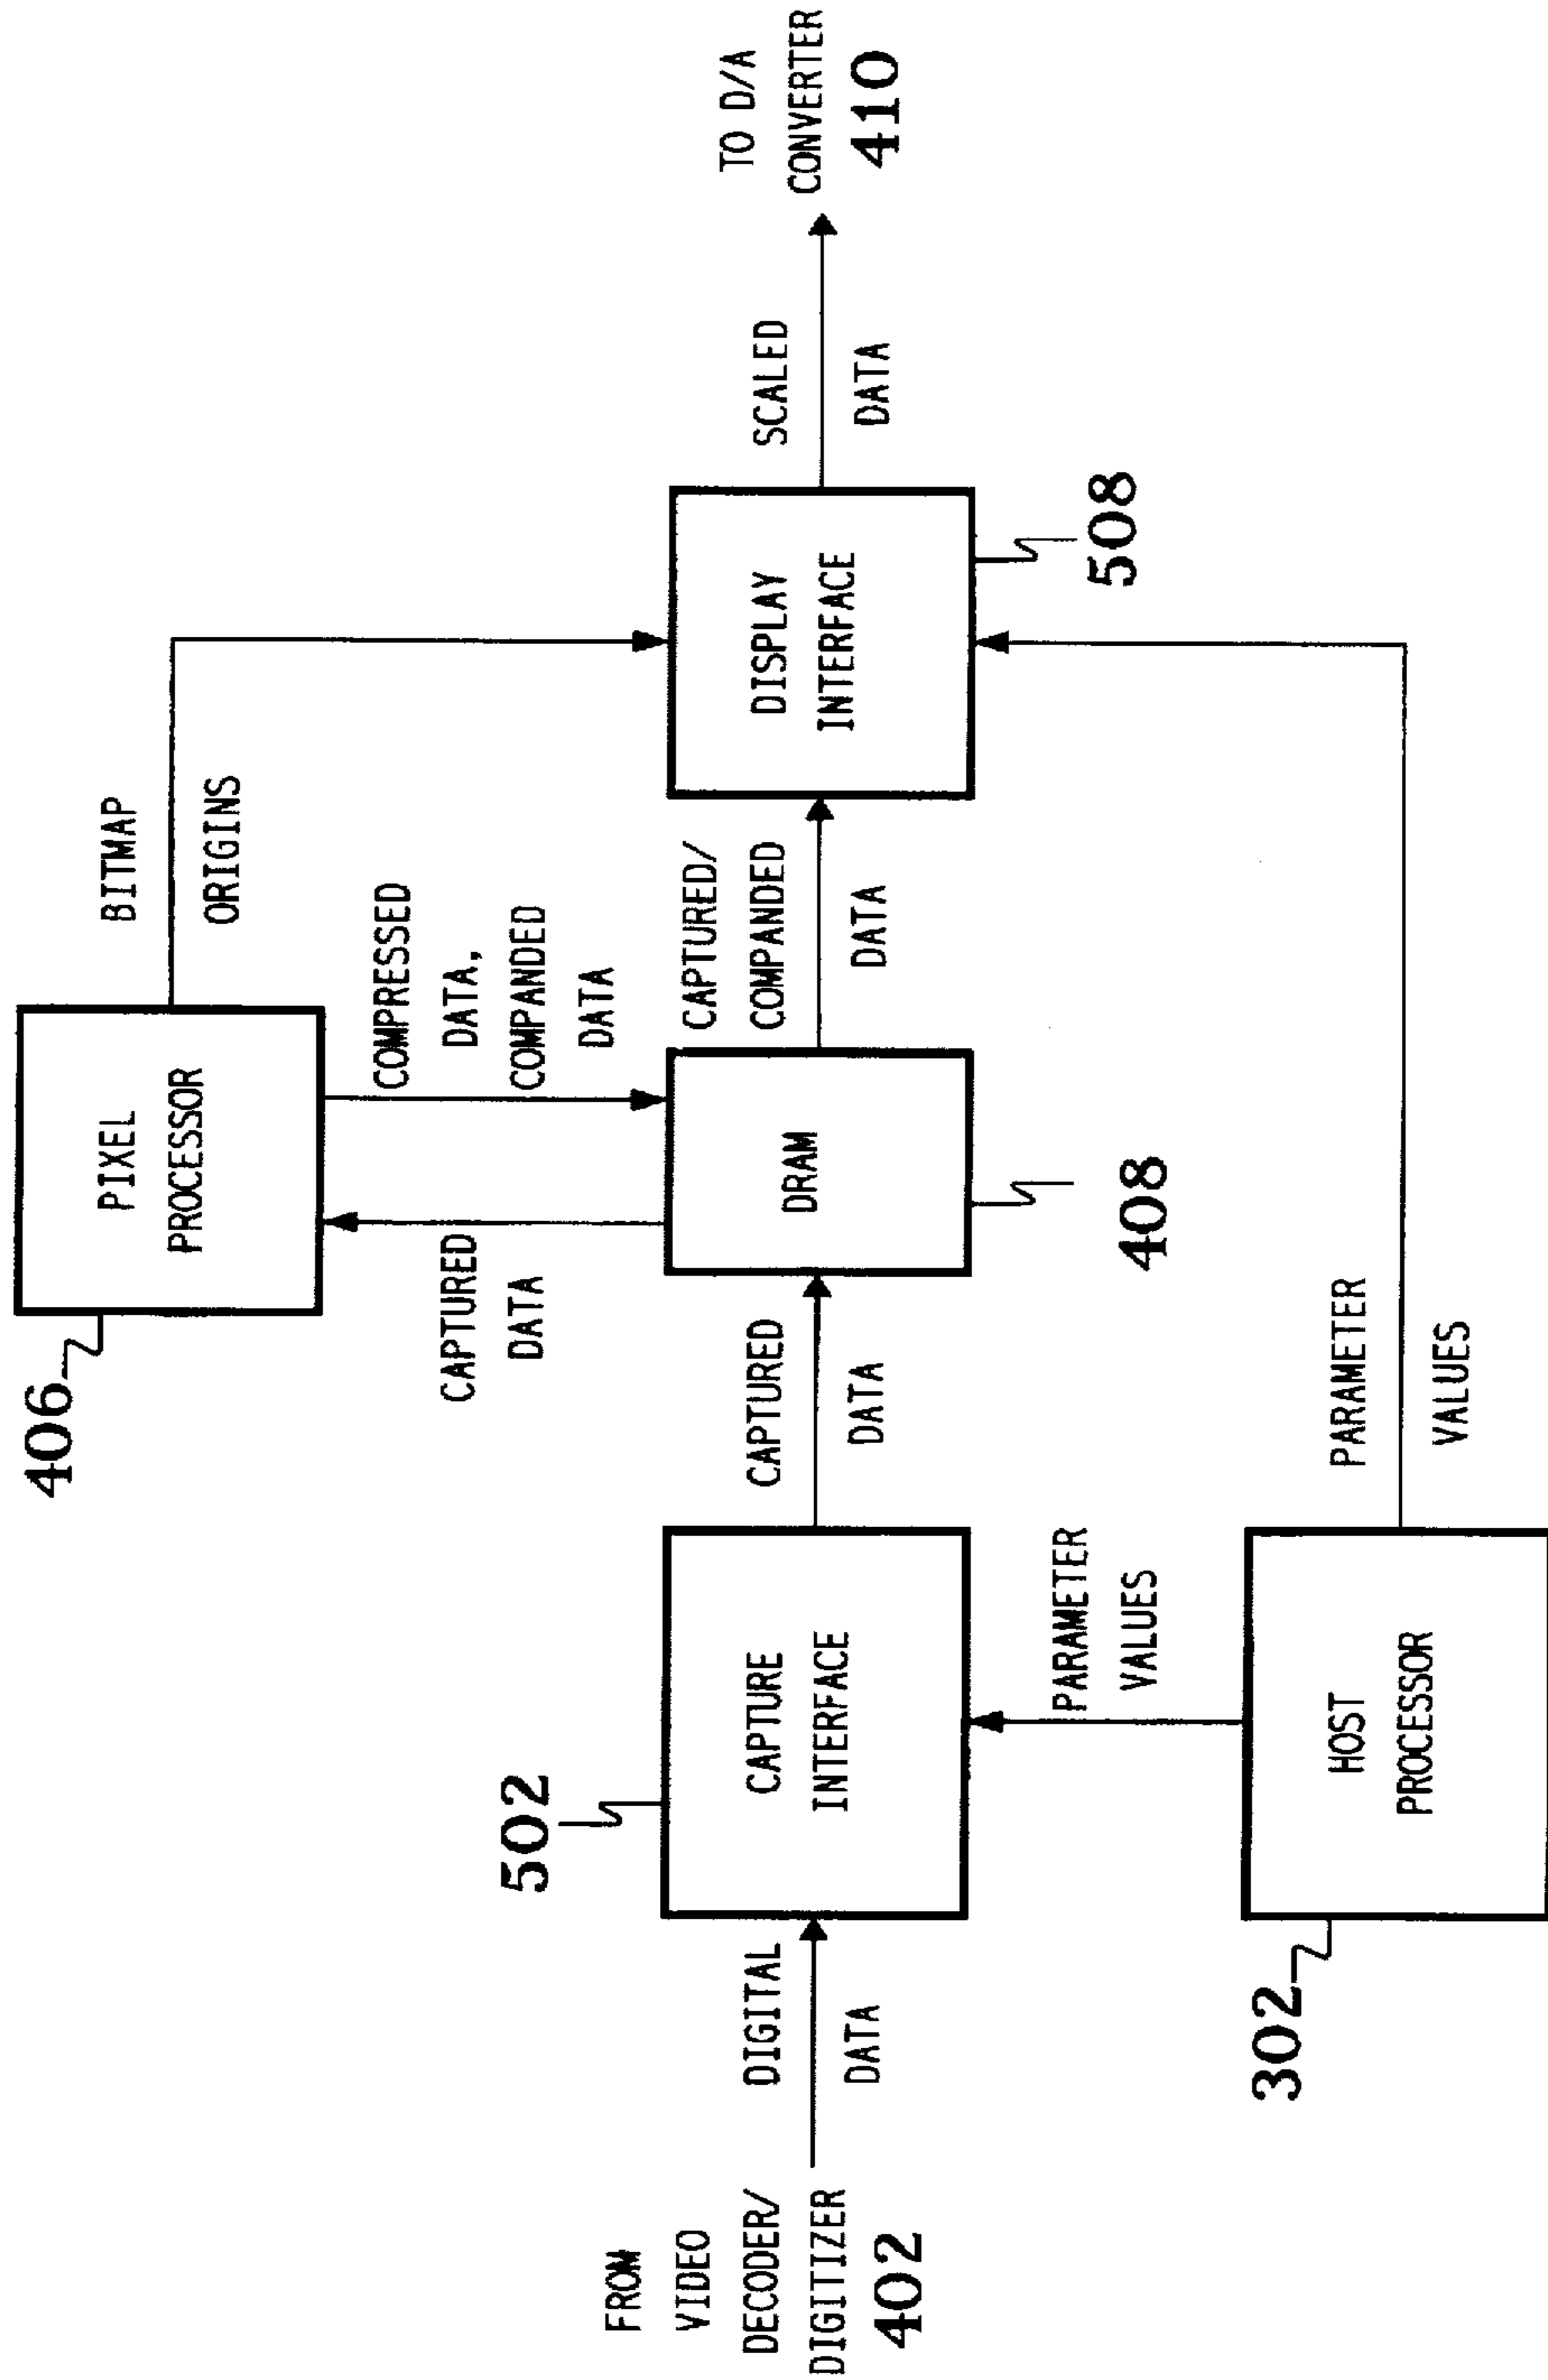 406
PIXEL
PROCESSOR
BITMAP
ORIGINS
CAPTURED
DATA
COMPRESSED
DATA,
COMPANDED
DATA
FROM
VIDEO
DECODER/
DIGITIZER
402
DIGITAL
DATA
502
CAPTURE
INTERFACE
CAPTURED
DATA
DRAM
408
CAPTURED/
COMPANDED
DATA
DISPLAY
INTERFACE
508
SCALED
DATA
TO D/A
CONVERTER
410
PARAMETER
VALUES
302
HOST
PROCESSOR
PARAMETER
VALUES